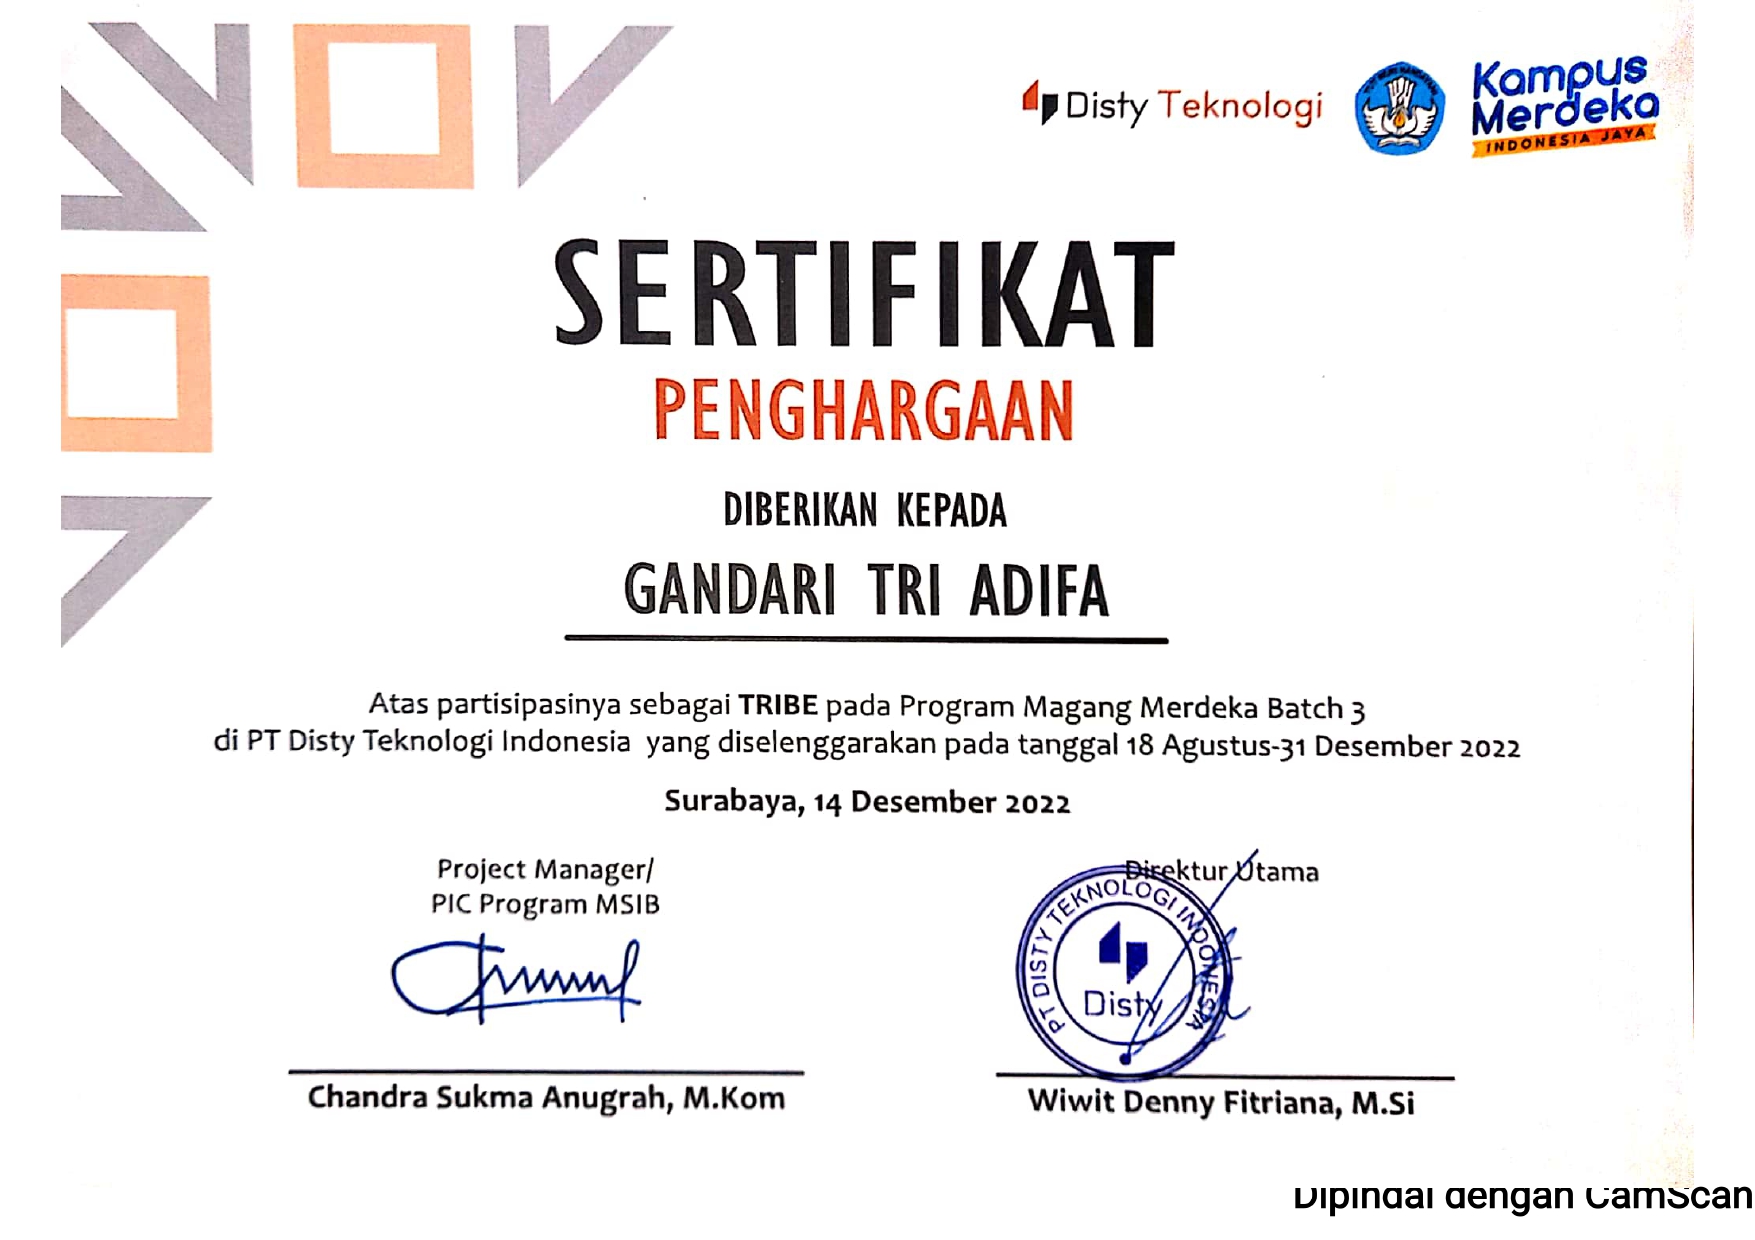 Disty Teknologi
Kampus
Merdeka
INDONESIA JAYA
SERTIFIKAT
PENGHARGAAN
DIBERIKAN KEPADA
GANDARI TRI ADIFA
Atas partisipasinya sebagai TRIBE pada Program Magang Merdeka Batch 3
di PT Disty Teknologi Indonesia yang diselenggarakan pada tanggal 18 Agustus-31 Desember 2022
Surabaya, 14 Desember 2022
Project Manager/
PIC Program MSIB
Direktur Utama
PT DISTY TEKNOLOGI INDONESIA
Disty
Chandra Sukma Anugrah, M.Kom
Wiwit Denny Fitriana, M.Si
Dipindai dengan CamScan